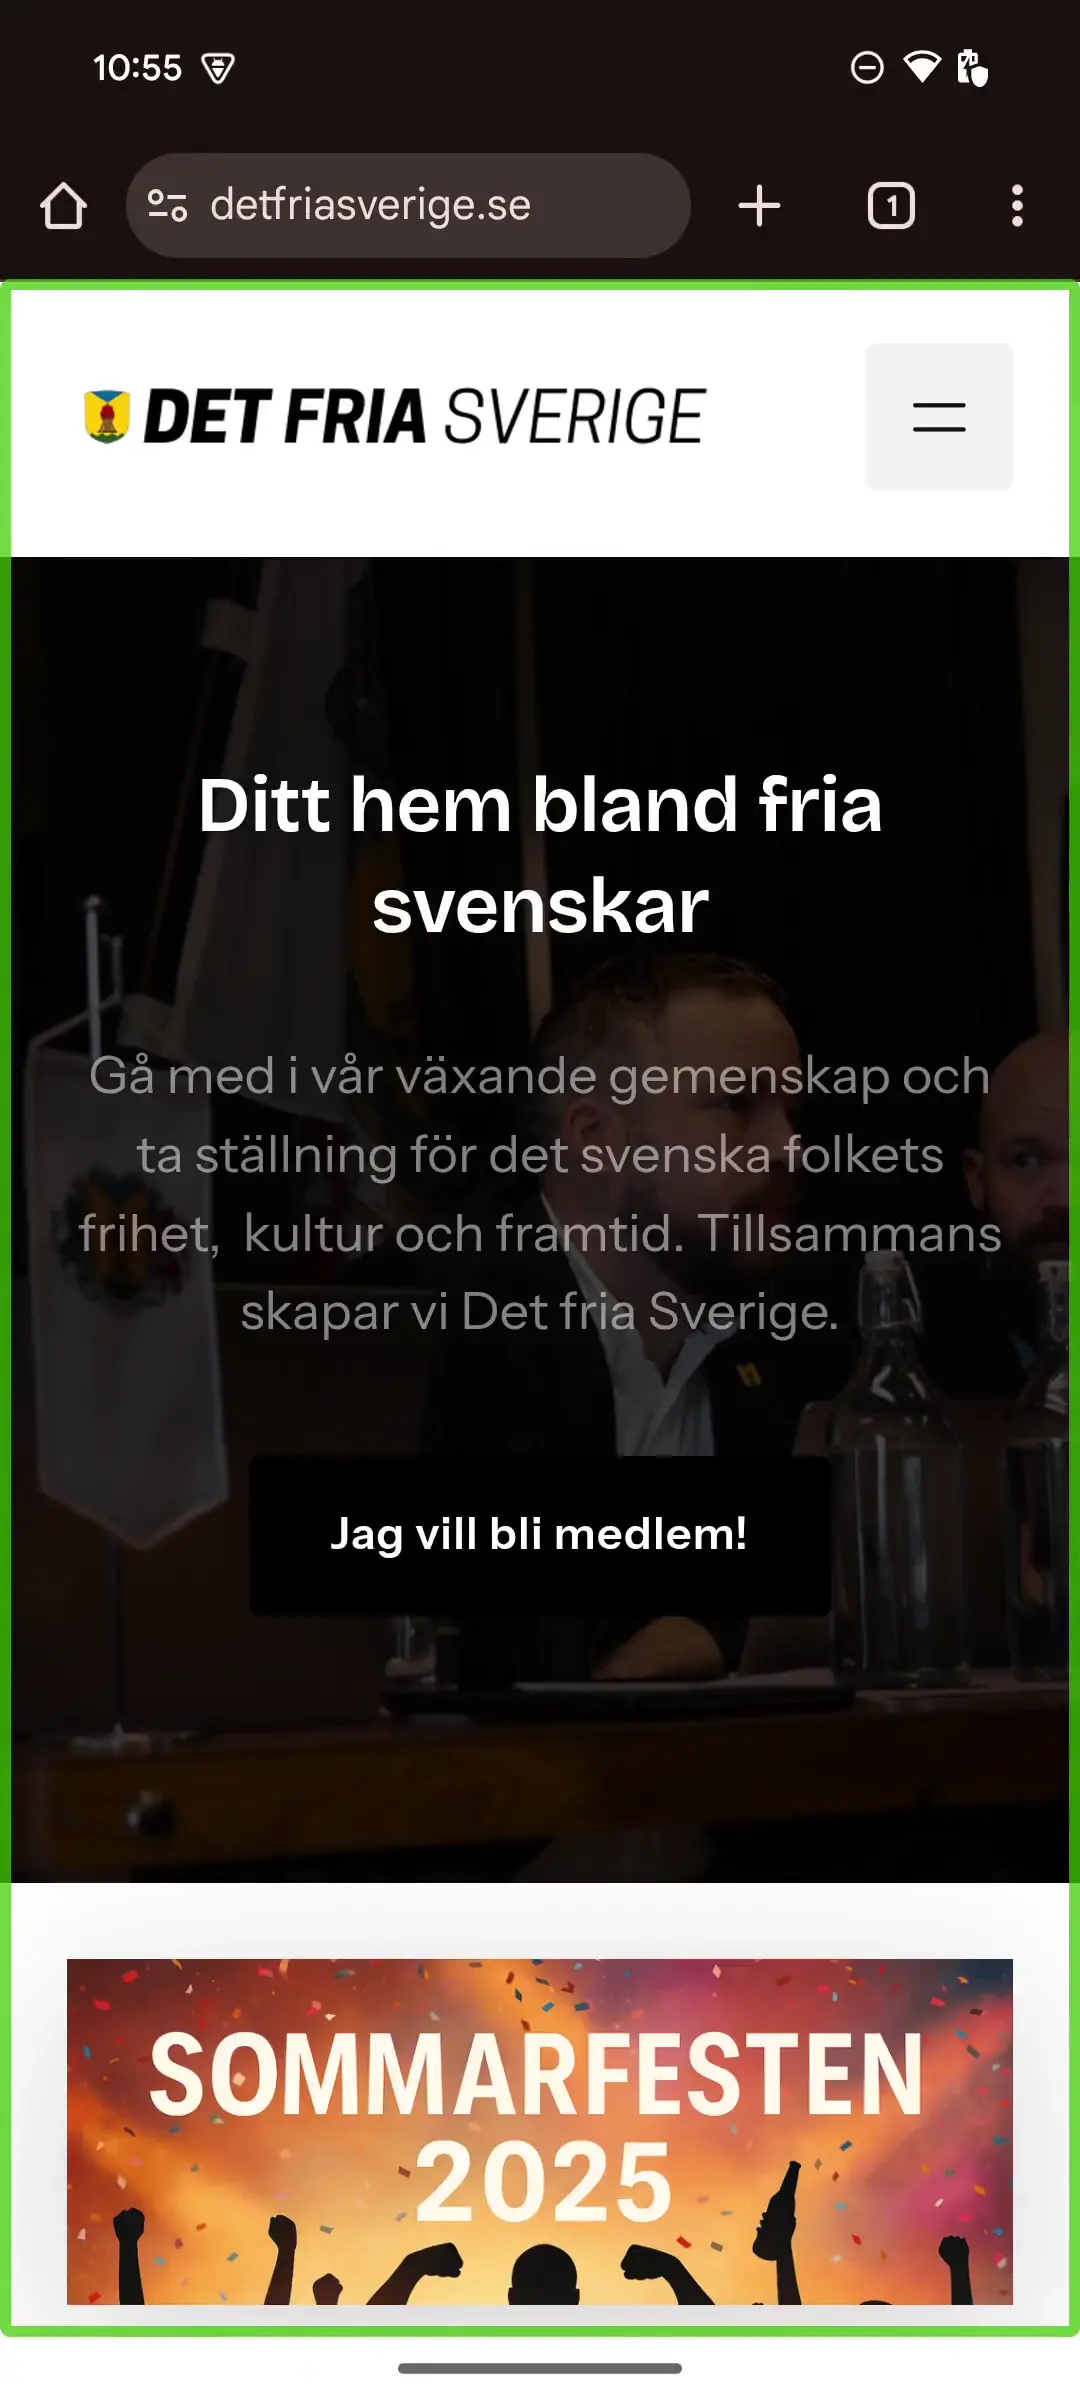 10:55
detfriasverige.se
1
DET FRIA SVERIGE
Ditt hem bland fria
svenskar
Gå med i vår växande gemenskap och
ta ställning för det svenska folkets
frihet,  kultur och framtid. Tillsammans
skapar vi Det fria Sverige.
Jag vill bli medlem!
SOMMARFESTEN
2025